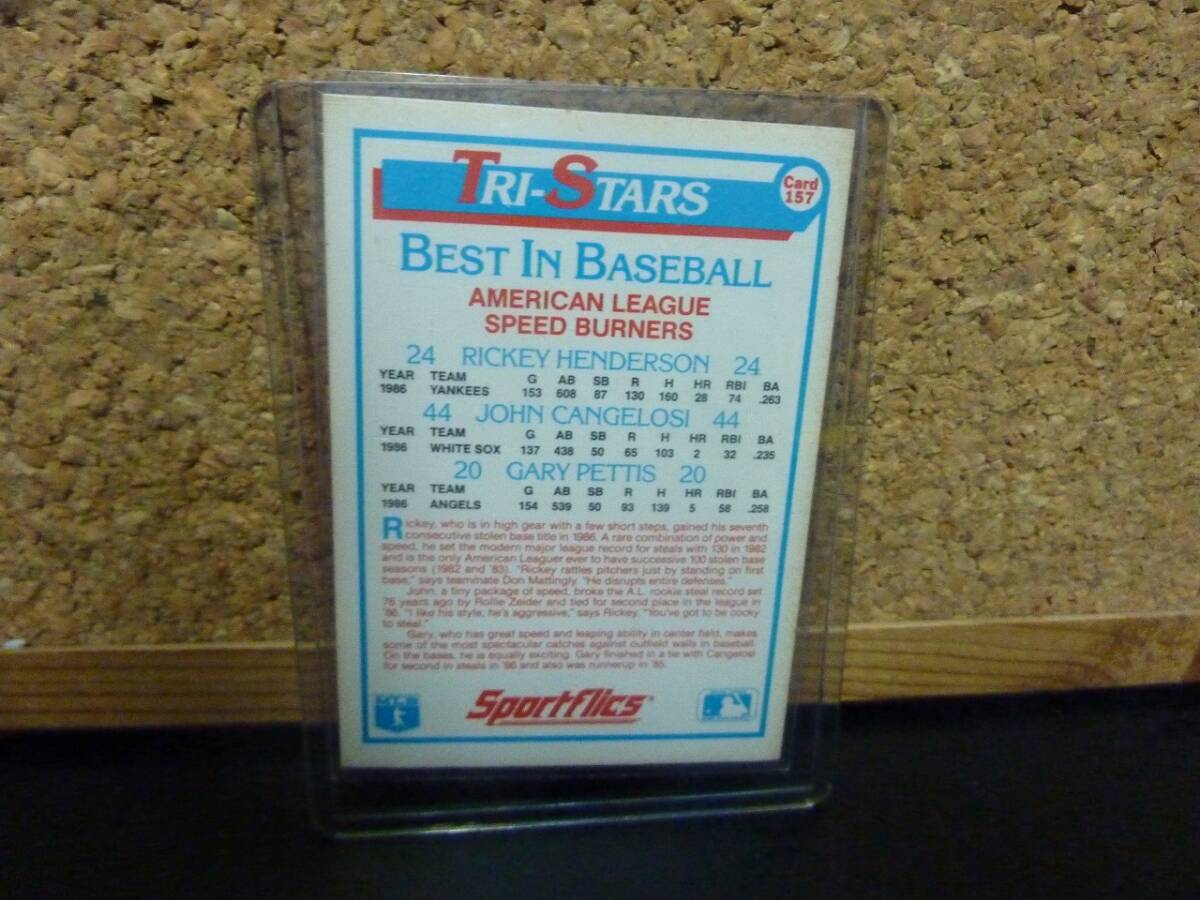 TRI-STARS
Card
157
BEST IN BASEBALL
AMERICAN LEAGUE
SPEED BURNERS
24 RICKEY HENDERSON 24
YEAR TEAM G AB SB R H HR RBI BA
1986 YANKEES 153 608 87 130 160 28 74 .263
44 JOHN CANGELOSI 44
YEAR TEAM G AB SB R H HR RBI BA
1986 WHITE SOX 137 438 50 65 103 2 32 .235
20 GARY PETTIS 20
YEAR TEAM G AB SB R H HR RBI BA
1986 ANGELS 154 539 50 93 139 5 58 .258
Rickey, who is in high gear with a few short steps, gained his seventh
consecutive stolen base title in 1986. A rare combination of power and
speed, he set the modern major league record for steals with 130 in 1982
and is the only American Leaguer ever to have successive 100 stolen base
seasons (1982 and '83). "Rickey rattles pitchers just by standing on first
base," says teammate Don Mattingly. "He disrupts entire defenses."
John, a tiny package of speed, broke the A.L. rookie steal record set
76 years ago by Rollie Zeider and tied for second place in the league in
'86. "I like his style, he's aggressive," says Rickey. "You've got to be cocky
to steal."
Gary, who has great speed and leaping ability in center field, makes
some of the most spectacular catches against outfield walls in baseball.
On the bases, he is equally exciting. Gary finished in a tie with Cangelosi
for second in steals in '86 and also was runnerup in '85.
Sportflics